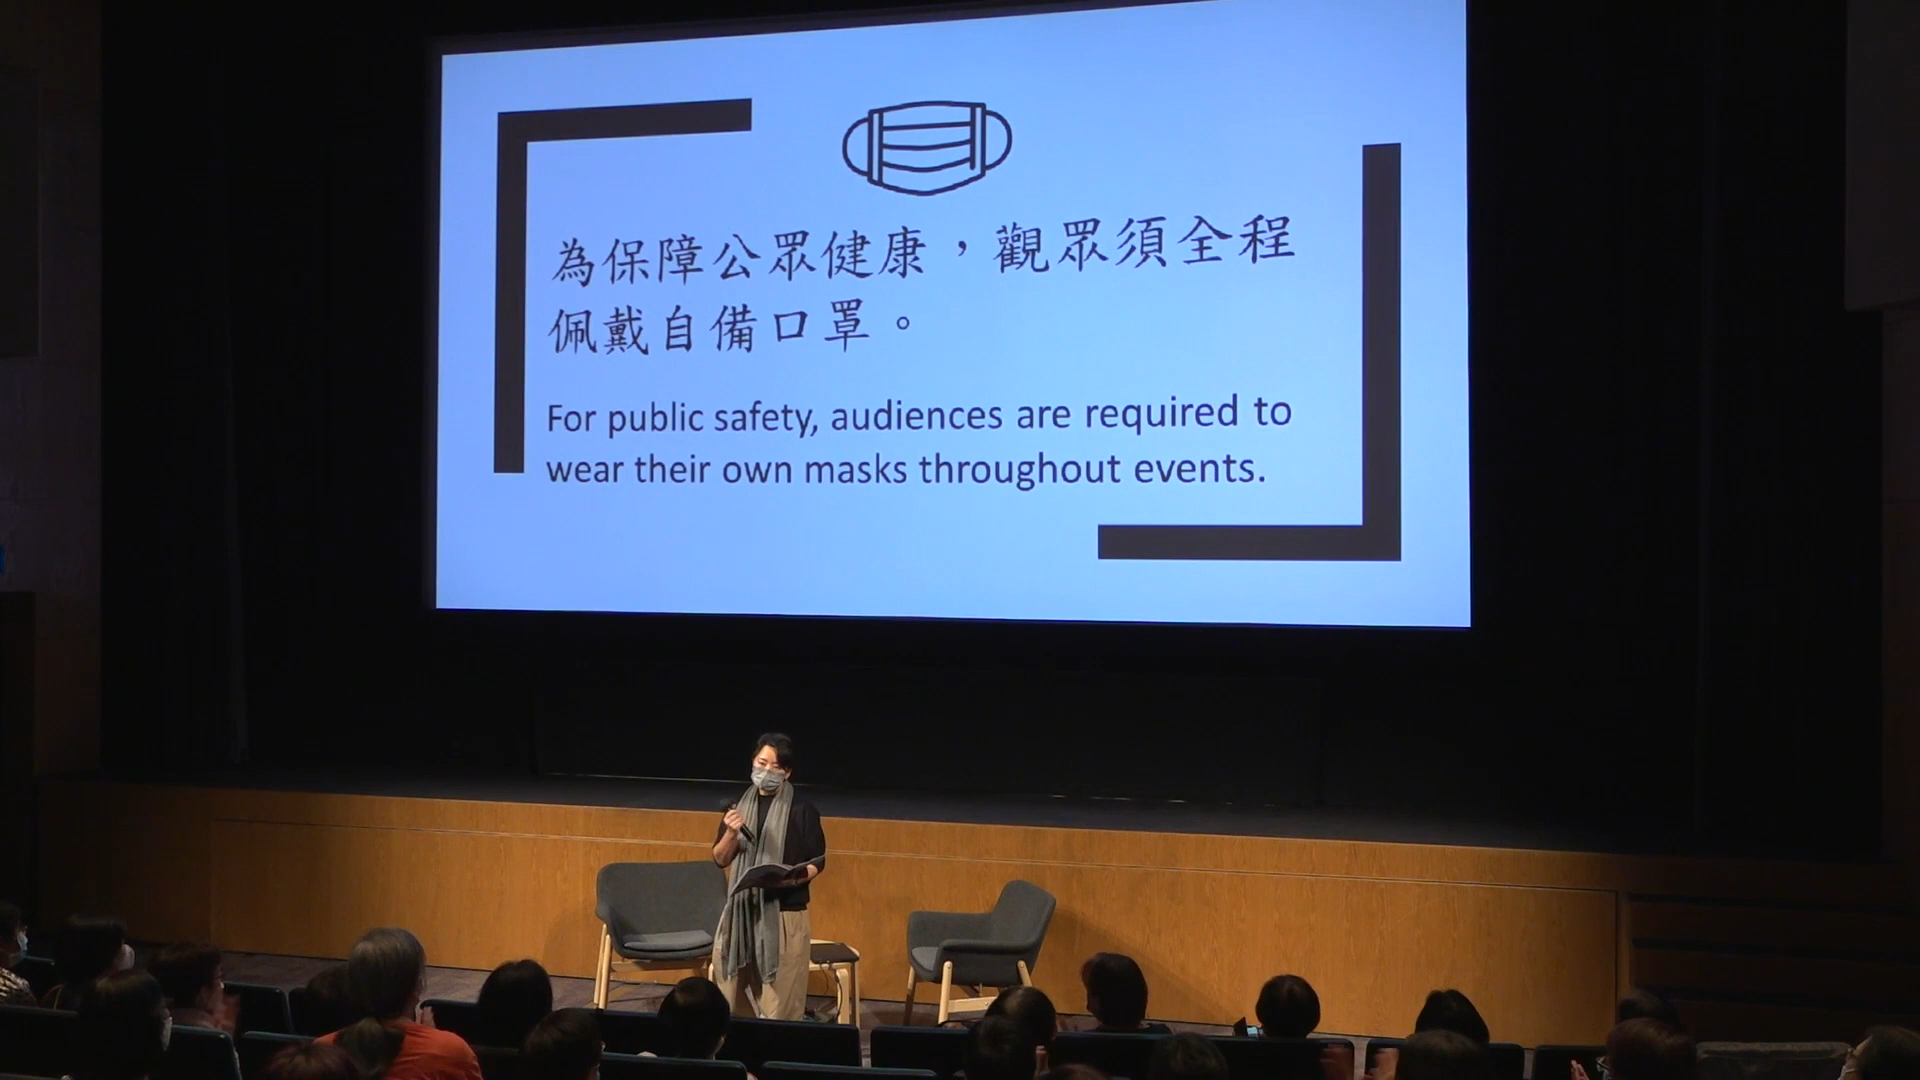 為保障公眾健康，觀眾須全程
佩戴自備口罩。
For public safety, audiences are required to
wear their own masks throughout events.